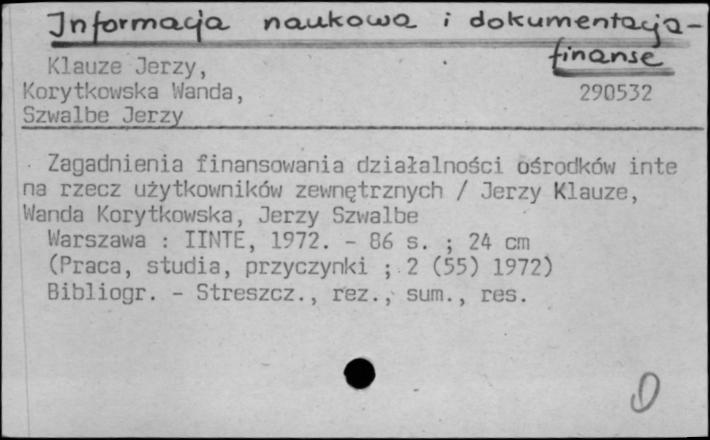 Informacja naukowa i dokumentacja-
finanse
Klauze Jerzy,
Korytkowska Wanda,
290532
Szwalbe Jerzy
Zagadnienia finansowania działalności ośrodków inte
na rzecz użytkowników zewnętrznych / Jerzy Klauze,
Wanda Korytkowska, Jerzy Szwalbe
Warszawa : IINTE, 1972. - 86 s. ; 24 cm
(Praca, studia, przyczynki ; 2 (55) 1972)
Bibliogr. - Streszcz., rez., sum., res.